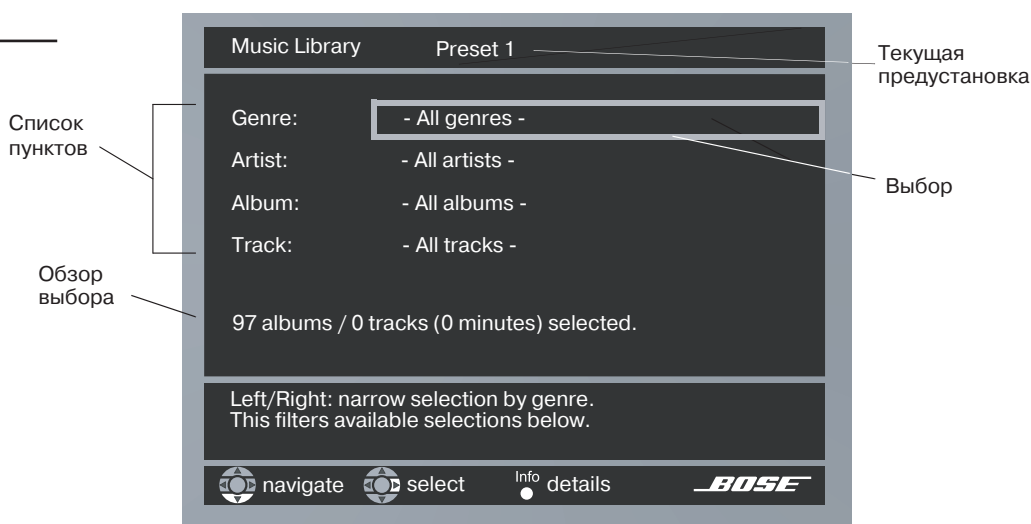 Music Library Preset 1
Текущая
предустановка
Список
пунктов
Genre: - All genres -
Artist: - All artists -
Выбор
Album: - All albums -
Track: - All tracks -
Обзор
выбора
97 albums / 0 tracks (0 minutes) selected.
Left/Right: narrow selection by genre.
This filters available selections below.
navigate select Info details BOSE